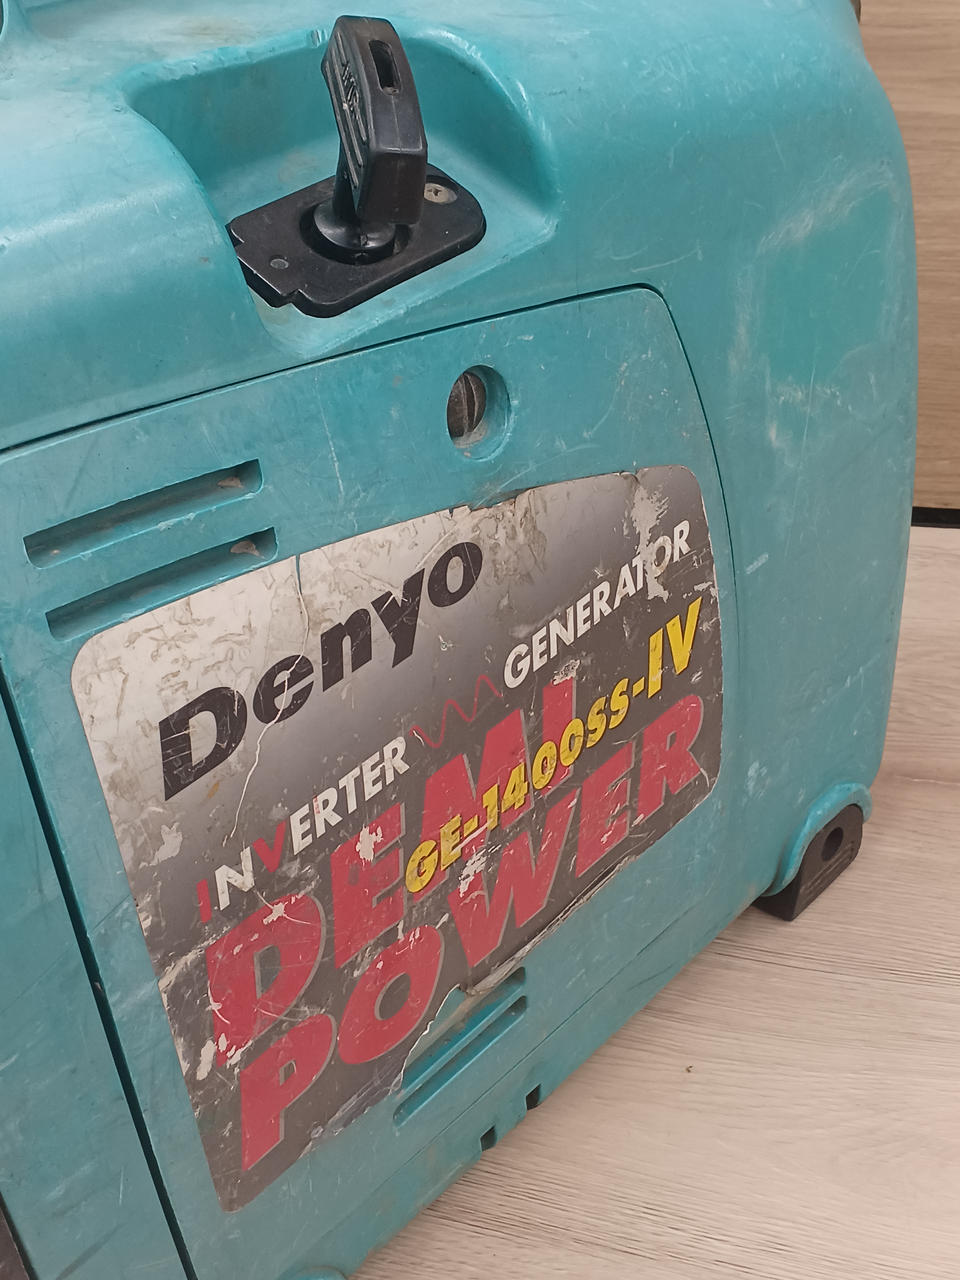 Denyo
INVERTER GENERATOR
DEMI
GE-1400SS-IV
POWER